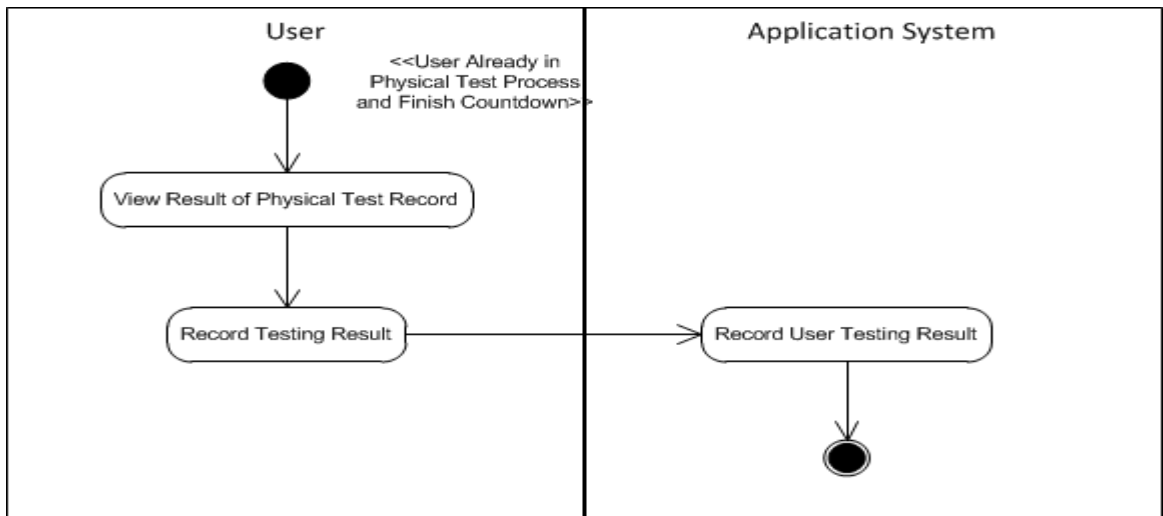 User
Application System
<<User Already in
Physical Test Process
and Finish Countdown>>
View Result of Physical Test Record
Record Testing Result
Record User Testing Result